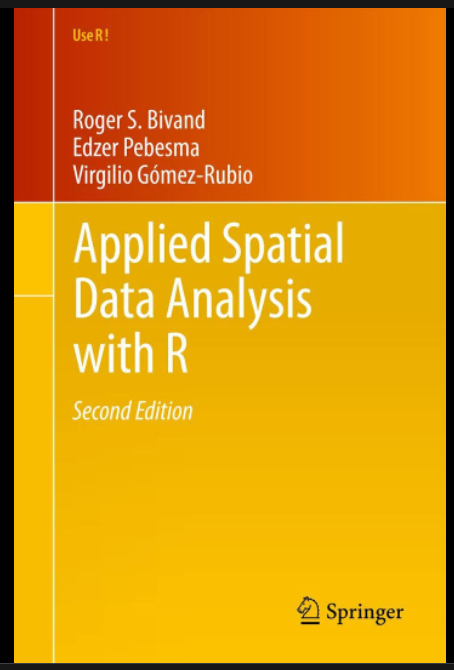 Use R!
Roger S. Bivand
Edzer Pebesma
Virgilio Gómez-Rubio
Applied Spatial
Data Analysis
with R
Second Edition
Springer